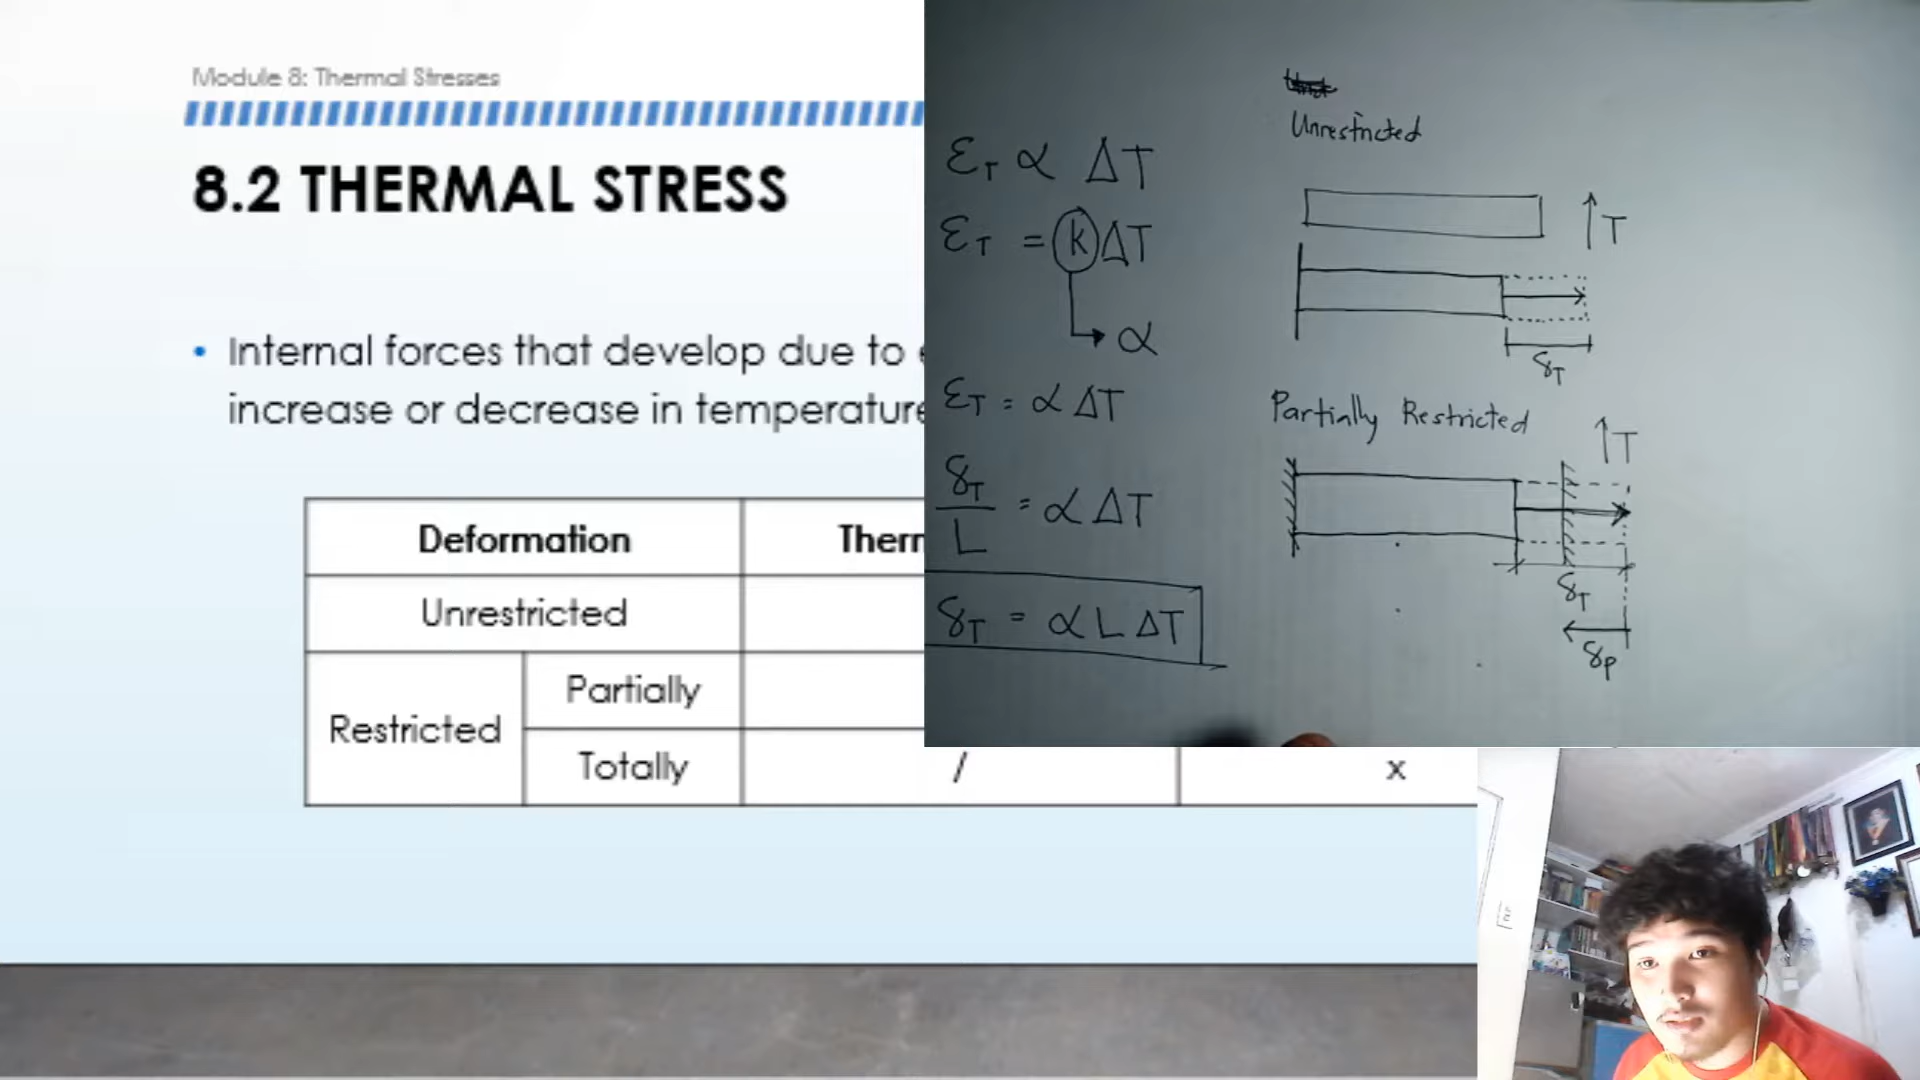 Module 8: Thermal Stresses
8.2 THERMAL STRESS
• Internal forces that develop due to
increase or decrease in temperature
Deformation
Unrestricted
Restricted
Partially
Totally
/
x
εT ∝ ΔT
εT = k ΔT
α
εT = α ΔT
δT
L
= α ΔT
δT = α L ΔT
Unrestricted
T
δT
Partially Restricted
T
δT
δP